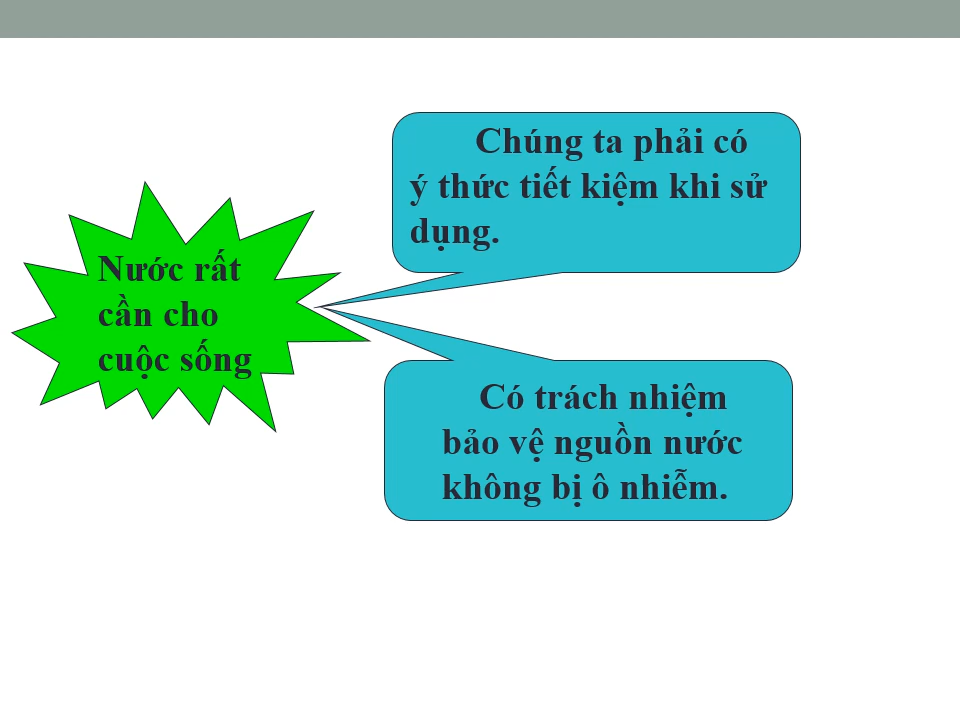 Nước rất
cần cho
cuộc sống
Chúng ta phải có
ý thức tiết kiệm khi sử
dụng.
Có trách nhiệm
bảo vệ nguồn nước
không bị ô nhiễm.